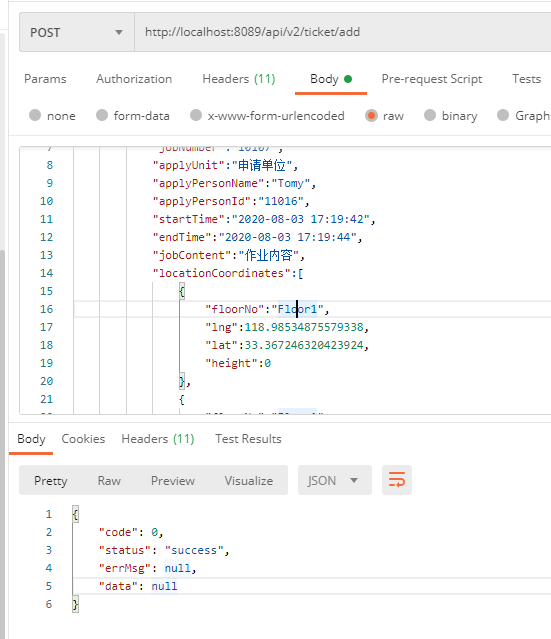 POST http://localhost:8089/api/v2/ticket/add
Params Authorization Headers (11) Body Pre-request Script Tests
none form-data x-www-form-urlencoded raw binary Graph
7 "jobNumber":"10107",
8 "applyUnit":"申请单位",
9 "applyPersonName":"Tomy",
10 "applyPersonId":"11016",
11 "startTime":"2020-08-03 17:19:42",
12 "endTime":"2020-08-03 17:19:44",
13 "jobContent":"作业内容",
14 "locationCoordinates":[
15 {
16 "floorNo":"Floor1",
17 "lng":118.98534875579338,
18 "lat":33.367246320423924,
19 "height":0
20 },
21 {
Body Cookies Headers (11) Test Results
Pretty Raw Preview Visualize JSON
1 {
2 "code": 0,
3 "status": "success",
4 "errMsg": null,
5 "data": null
6 }